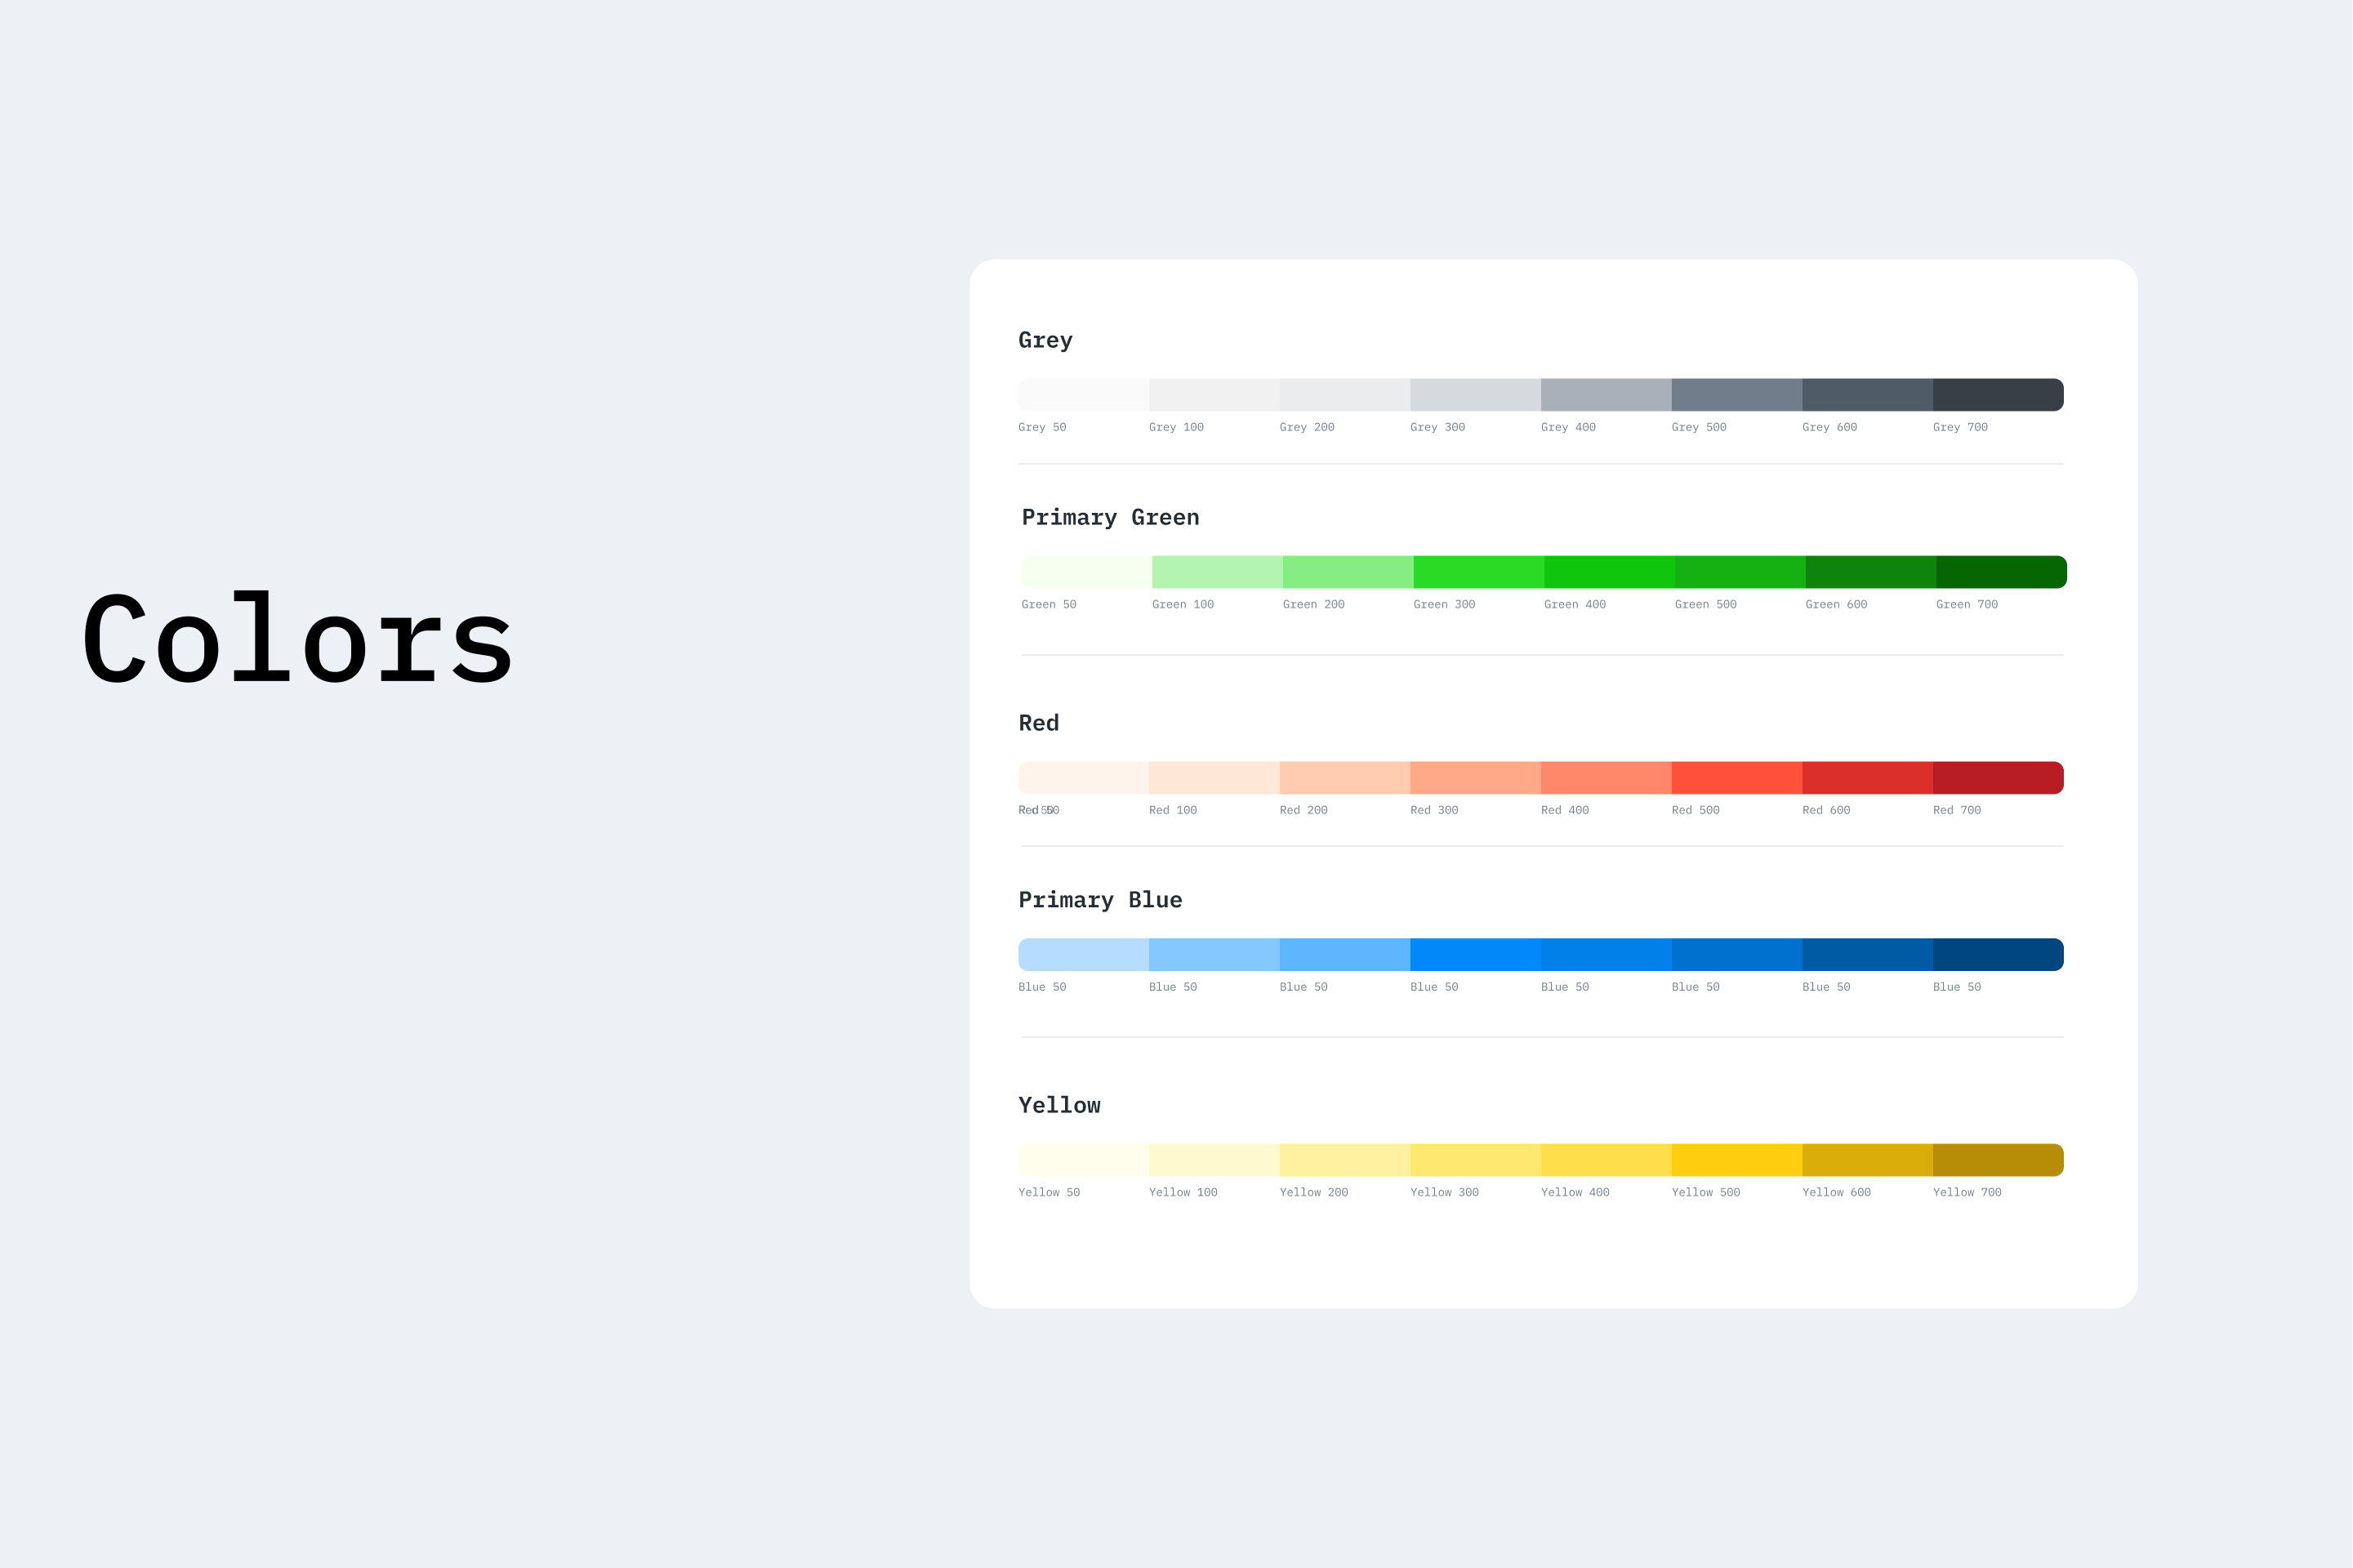 Colors
Grey
Grey 50 Grey 100 Grey 200 Grey 300 Grey 400 Grey 500 Grey 600 Grey 700
Primary Green
Green 50 Green 100 Green 200 Green 300 Green 400 Green 500 Green 600 Green 700
Red
Red 50 Red 100 Red 200 Red 300 Red 400 Red 500 Red 600 Red 700
Primary Blue
Blue 50 Blue 50 Blue 50 Blue 50 Blue 50 Blue 50 Blue 50 Blue 50
Yellow
Yellow 50 Yellow 100 Yellow 200 Yellow 300 Yellow 400 Yellow 500 Yellow 600 Yellow 700